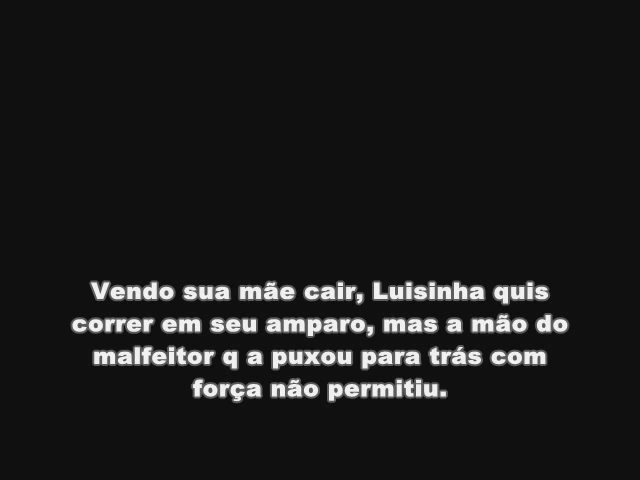 Vendo sua mãe cair, Luisinha quis
correr em seu amparo, mas a mão do
malfeitor q a puxou para trás com
força não permitiu.